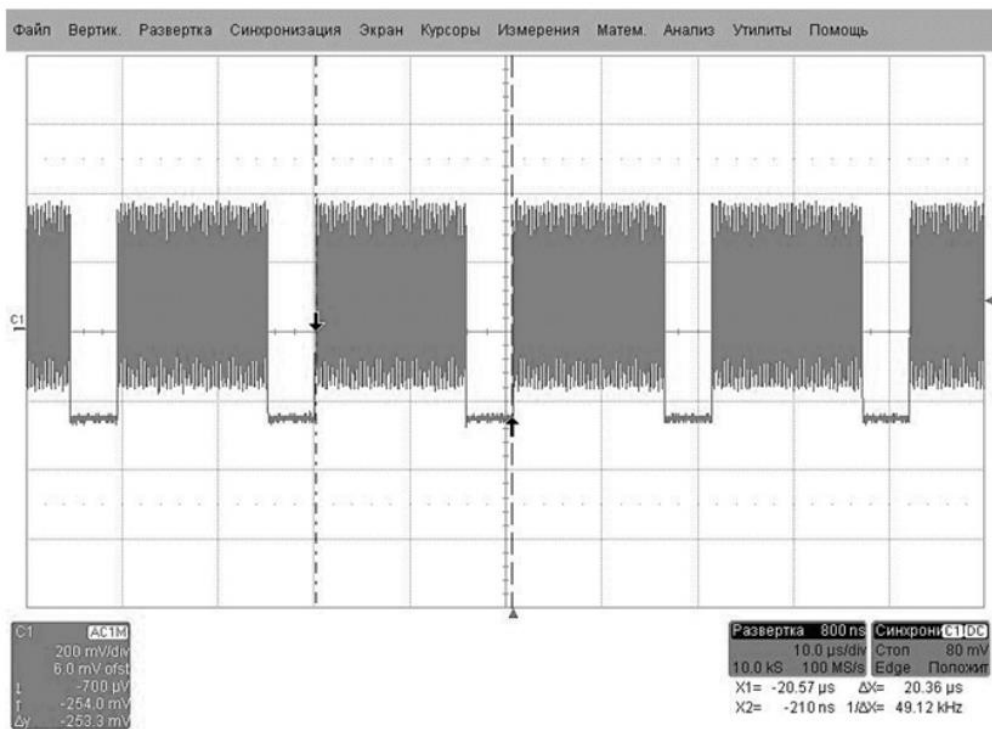 Файл Вертик. Развертка Синхронизация Экран Курсоры Измерения Матем. Анализ Утилиты Помощь
C1
C1 AC1M
200 mV/div
6.0 mV ofst
-700 µV
-254.0 mV
Δy -253.3 mV
Развертка 800 ns
10.0 µs/div
10.0 kS 100 MS/s
Синхрони C1 DC
Стоп 80 mV
Edge Положит
X1= -20.57 µs ΔX= 20.36 µs
X2= -210 ns 1/ΔX= 49.12 kHz